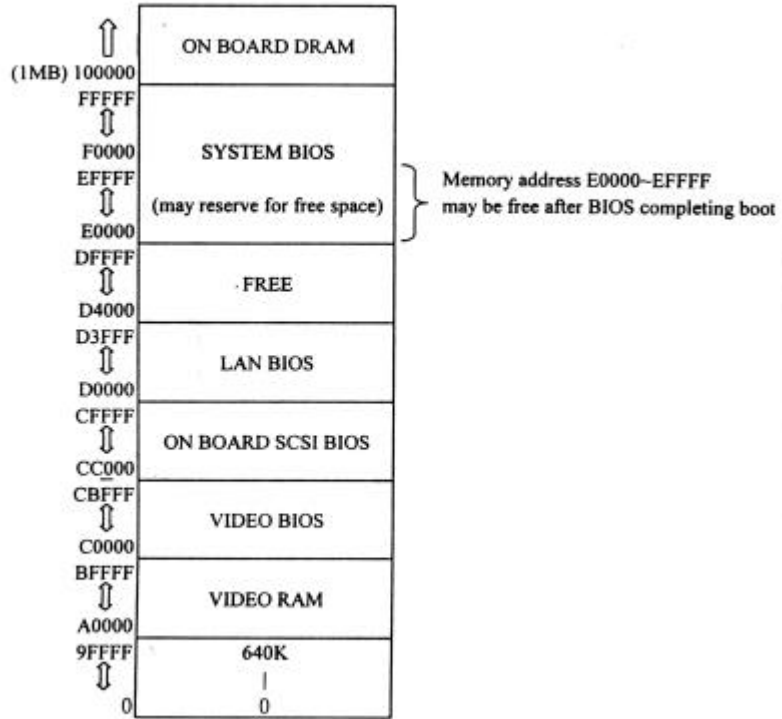 ON BOARD DRAM
(1MB) 100000
FFFFF
F0000
SYSTEM BIOS
EFFFF
(may reserve for free space)
E0000
Memory address E0000~EFFFF
may be free after BIOS completing boot
DFFFF
FREE
D4000
D3FFF
LAN BIOS
D0000
CFFFF
ON BOARD SCSI BIOS
CC000
CBFFF
VIDEO BIOS
C0000
BFFFF
VIDEO RAM
A0000
9FFFF
640K
|
0
0